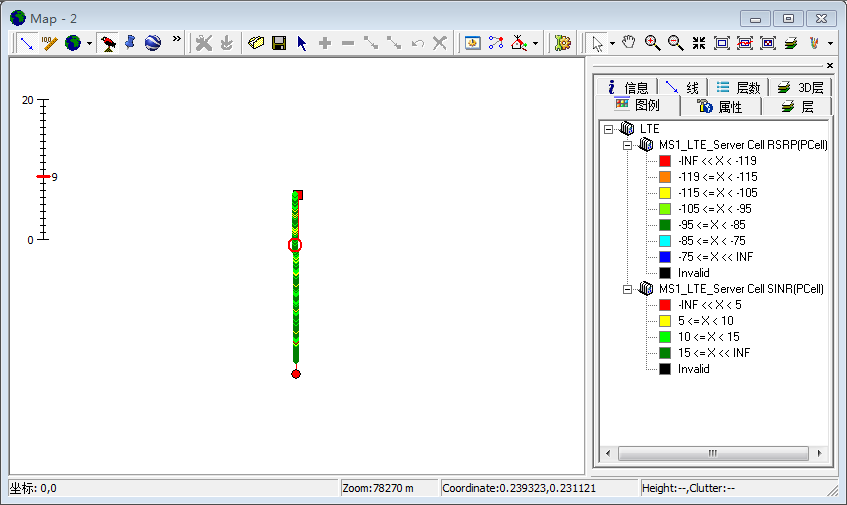 Map - 2
100
»
20
9
0
信息
线
层数
3D层
图例
属性
层
LTE
MS1_LTE_Server Cell RSRP(PCell)
-INF << X < -119
-119 <= X < -115
-115 <= X < -105
-105 <= X < -95
-95 <= X < -85
-85 <= X < -75
-75 <= X << INF
Invalid
MS1_LTE_Server Cell SINR(PCell)
-INF << X < 5
5 <= X < 10
10 <= X < 15
15 <= X << INF
Invalid
坐标: 0,0
Zoom:78270 m
Coordinate:0.239323,0.231121
Height:--,Clutter:--